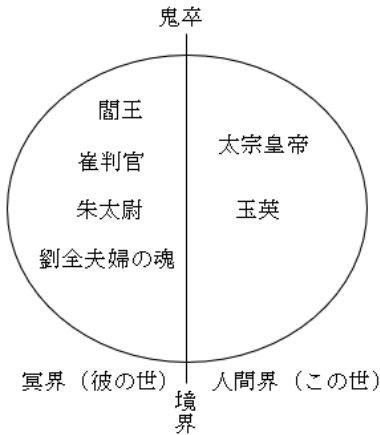 鬼卒
閻王
崔判官
朱太尉
劉全夫婦の魂
太宗皇帝
玉英
冥界（彼の世）
人間界（この世）
境界